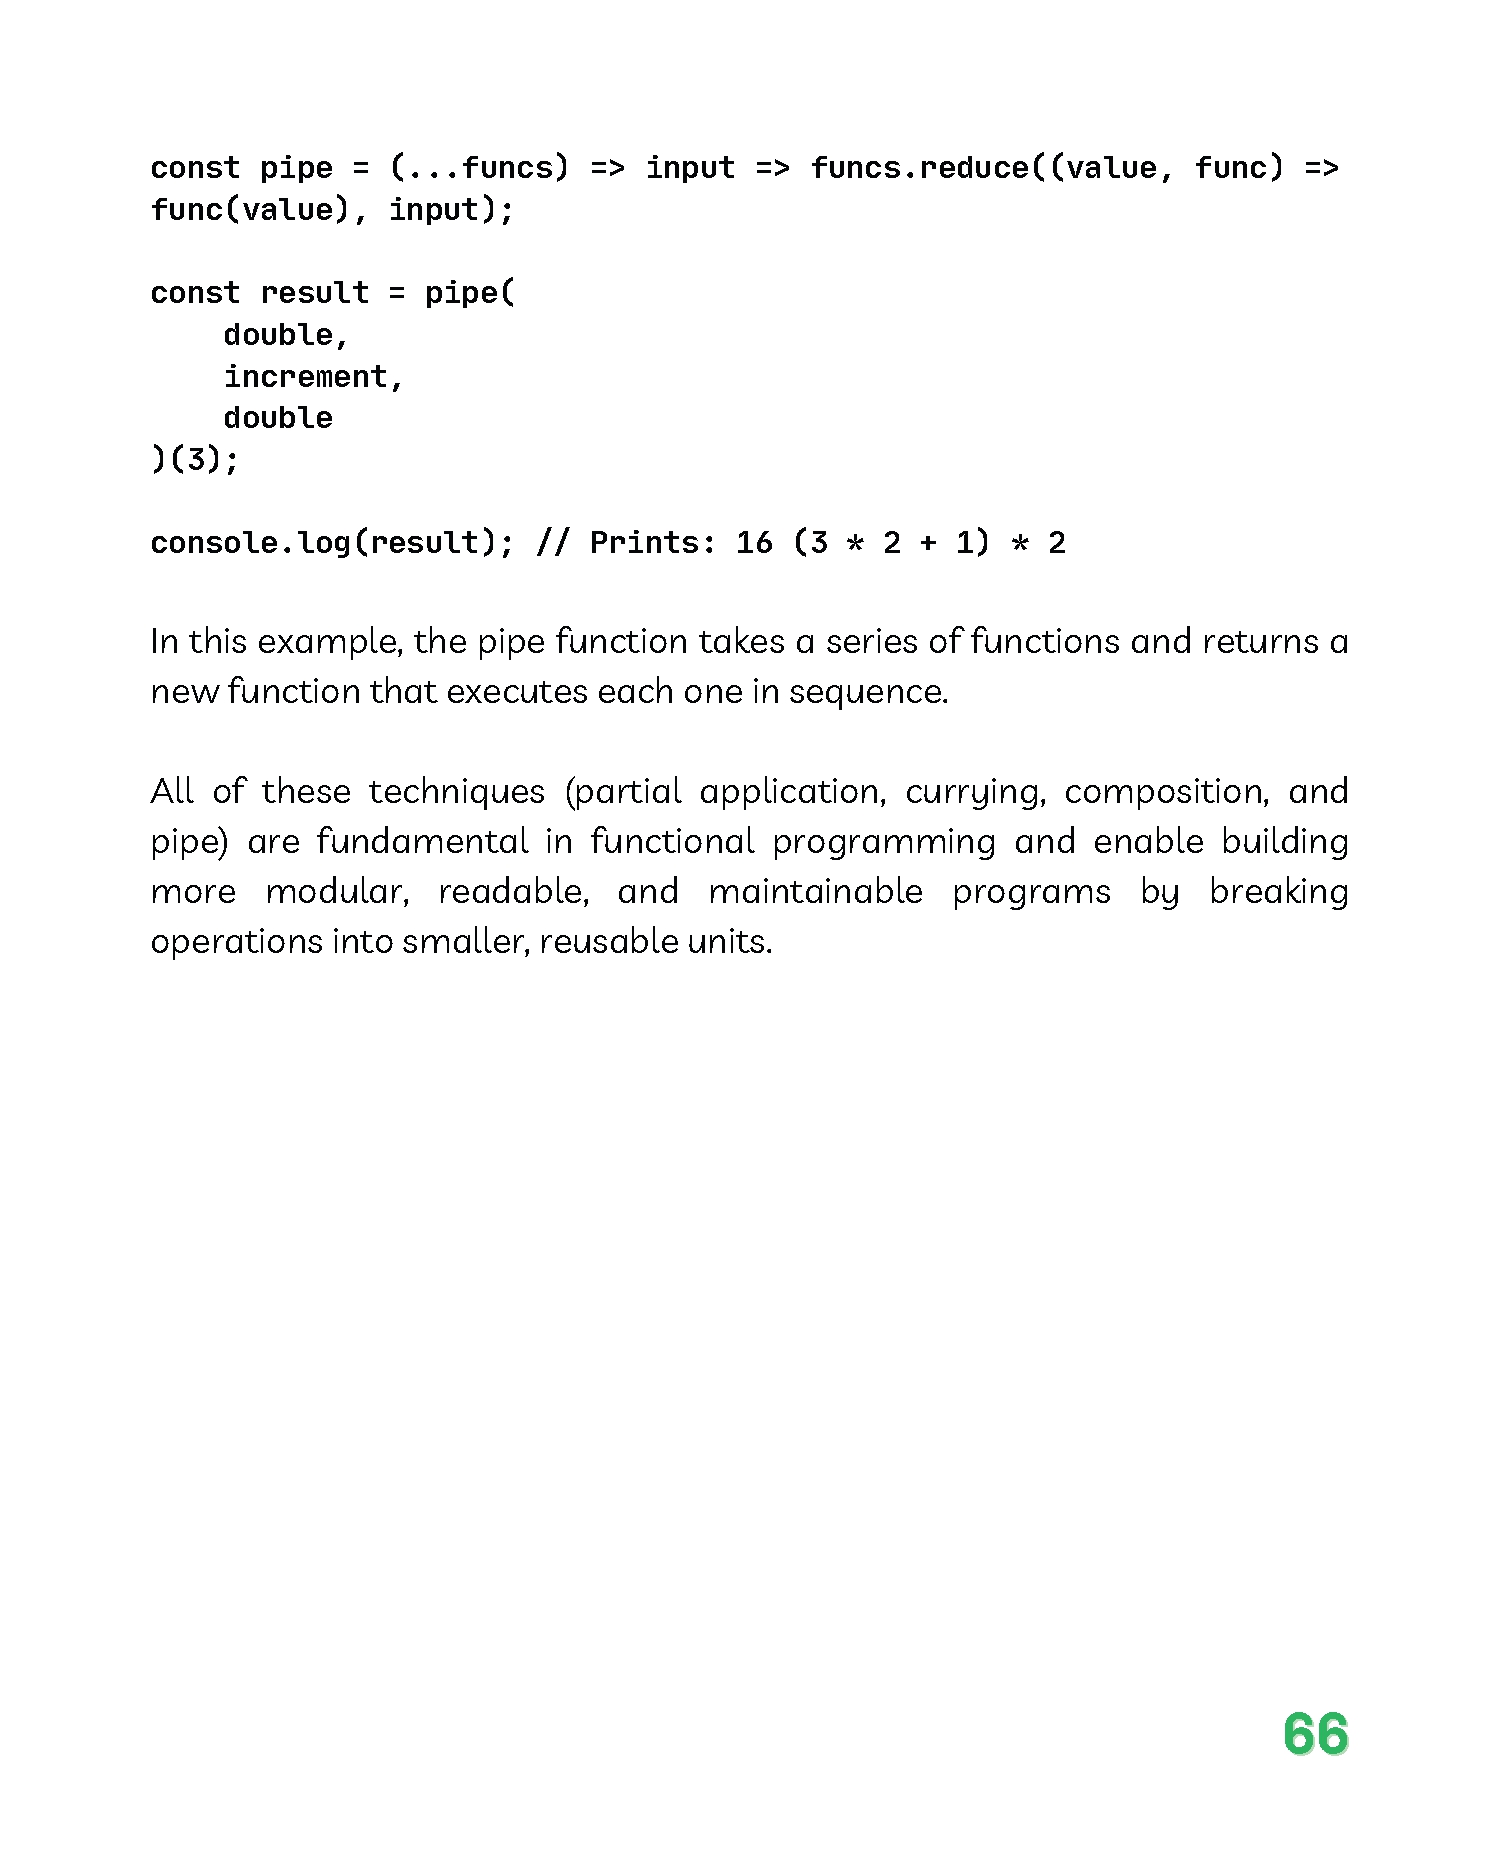 const pipe = (...funcs) => input => funcs.reduce((value, func) =>
func(value), input);
const result = pipe(
    double,
    increment,
    double
)(3);
console.log(result); // Prints: 16 (3 * 2 + 1) * 2
In this example, the pipe function takes a series of functions and returns a
new function that executes each one in sequence.
All of these techniques (partial application, currying, composition, and
pipe) are fundamental in functional programming and enable building
more modular, readable, and maintainable programs by breaking
operations into smaller, reusable units.
66